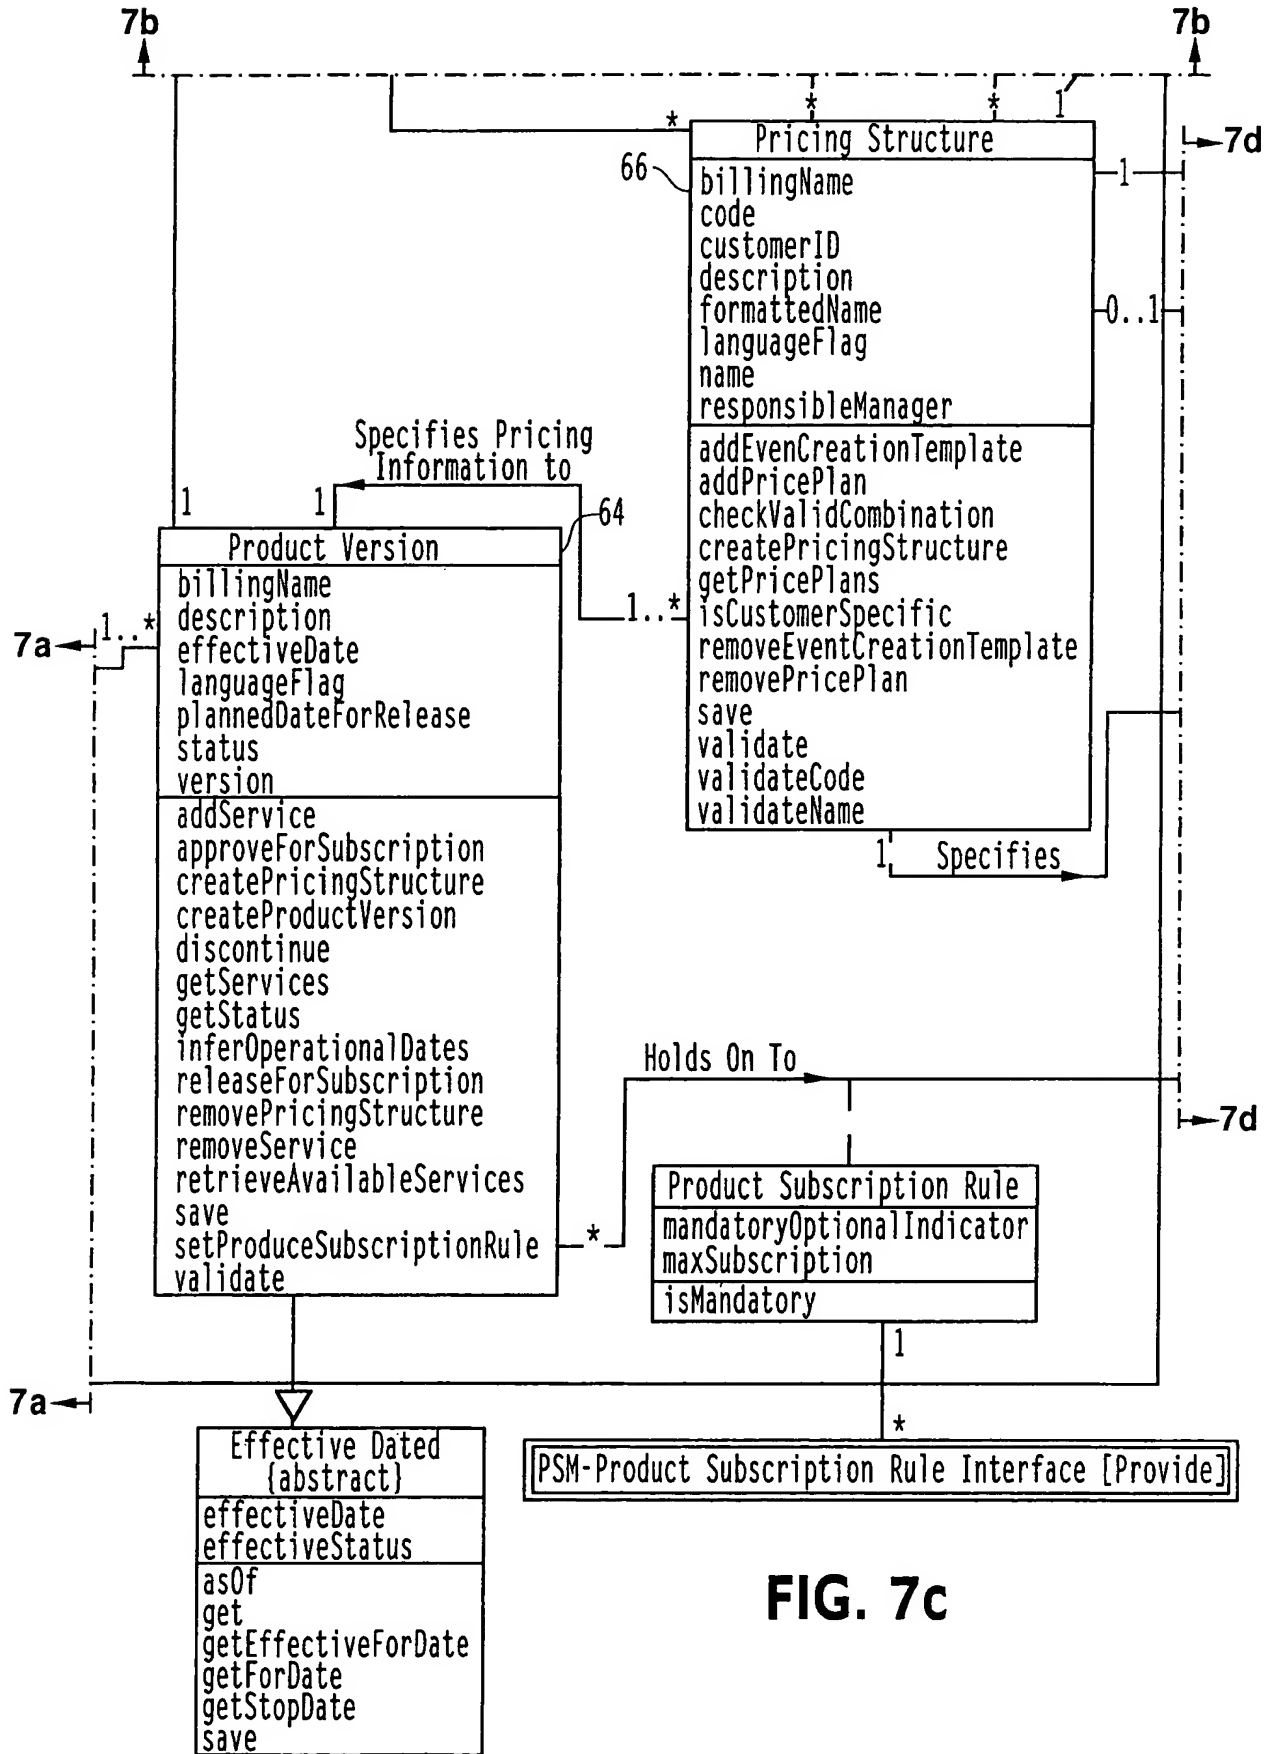 7b
7b
*
*
*
1
Pricing Structure
7d
66
billingName
code
customerID
description
formattedName
languageFlag
name
responsibleManager
1
0..1
addEvenCreationTemplate
addPricePlan
checkValidCombination
createPricingStructure
getPricePlans
isCustomerSpecific
removeEventCreationTemplate
removePricePlan
save
validate
validateCode
validateName
Specifies Pricing
Information to
1
1
64
1..*
Product Version
billingName
description
effectiveDate
languageFlag
plannedDateForRelease
status
version
7a
1..*
addService
approveForSubscription
createPricingStructure
createProductVersion
discontinue
getServices
getStatus
inferOperationalDates
releaseForSubscription
removePricingStructure
removeService
retrieveAvailableServices
save
setProduceSubscriptionRule
validate
1
Specifies
Holds On To
*
7d
Product Subscription Rule
mandatoryOptionalIndicator
maxSubscription
isMandatory
1
*
7a
PSM-Product Subscription Rule Interface [Provide]
Effective Dated
{abstract}
effectiveDate
effectiveStatus
asOf
get
getEffectiveForDate
getForDate
getStopDate
save
FIG. 7c